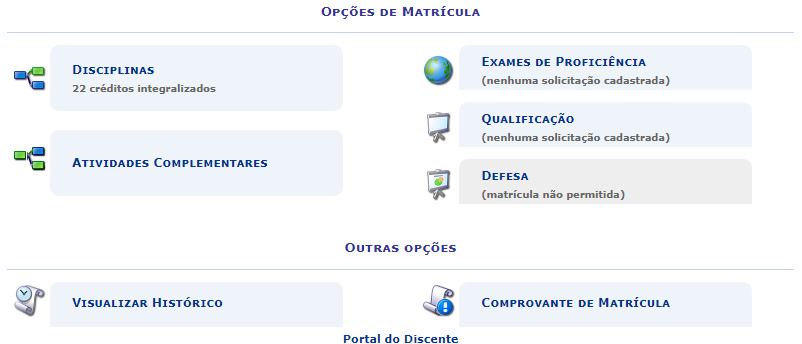 Opções de Matrícula
Disciplinas
22 créditos integralizados
Atividades Complementares
Exames de Proficiência
(nenhuma solicitação cadastrada)
Qualificação
(nenhuma solicitação cadastrada)
Defesa
(matrícula não permitida)
Outras opções
Visualizar Histórico
Comprovante de Matrícula
Portal do Discente